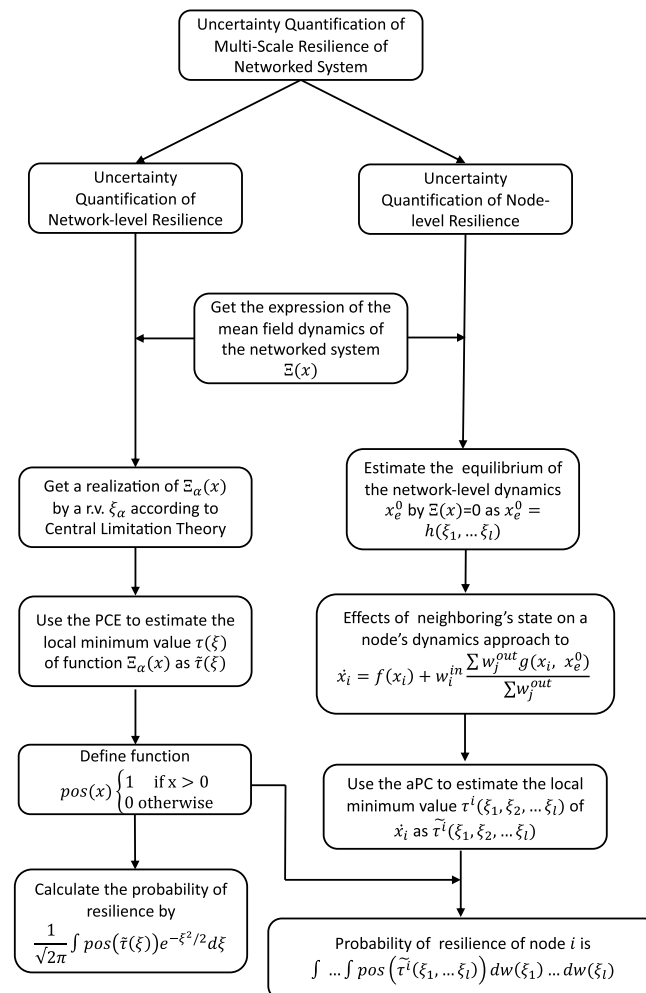 Uncertainty Quantification of
Multi-Scale Resilience of
Networked System
Uncertainty
Quantification of
Network-level Resilience
Uncertainty
Quantification of Node-
level Resilience
Get the expression of the
mean field dynamics of
the networked system
Ξ(x)
Get a realization of Ξ_α(x)
by a r.v. ξ_α according to
Central Limitation Theory
Estimate the equilibrium of
the network-level dynamics
x_e^0 by Ξ(x)=0 as x_e^0 =
h(ξ_1, … ξ_l)
Use the PCE to estimate the
local minimum value τ(ξ)
of function Ξ_α(x) as τ̃(ξ)
Effects of neighboring's state on a
node's dynamics approach to
ẋ_i = f(x_i) + w_i^{in} \frac{∑ w_j^{out} g(x_i, x_e^0)}{∑ w_j^{out}}
Define function
pos(x) { 1 if x > 0
0 otherwise
Use the aPC to estimate the local
minimum value τ^i(ξ_1, ξ_2, … ξ_l) of
ẋ_i as \widetilde{τ^i}(ξ_1, ξ_2, … ξ_l)
Calculate the probability of
resilience by
\frac{1}{\sqrt{2π}} ∫ pos(τ̃(ξ)) e^{−ξ^2/2} dξ
Probability of resilience of node i is
∫ … ∫ pos(\widetilde{τ^i}(ξ_1, … ξ_l)) dw(ξ_1) … dw(ξ_l)